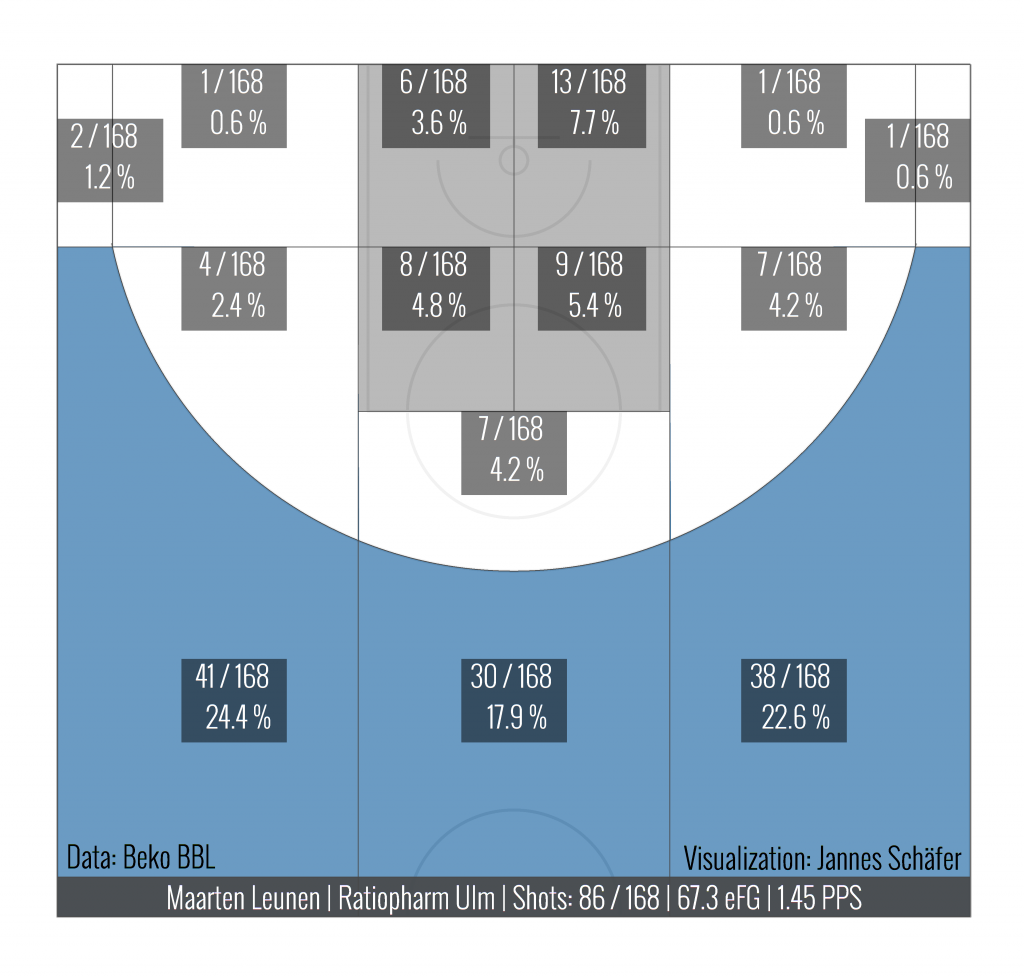 1 / 168
0.6 %
6 / 168
3.6 %
13 / 168
7.7 %
1 / 168
0.6 %
2 / 168
1.2 %
1 / 168
0.6 %
4 / 168
2.4 %
8 / 168
4.8 %
9 / 168
5.4 %
7 / 168
4.2 %
7 / 168
4.2 %
41 / 168
24.4 %
30 / 168
17.9 %
38 / 168
22.6 %
Data: Beko BBL
Visualization: Jannes Schäfer
Maarten Leunen | Ratiopharm Ulm | Shots: 86 / 168 | 67.3 eFG | 1.45 PPS